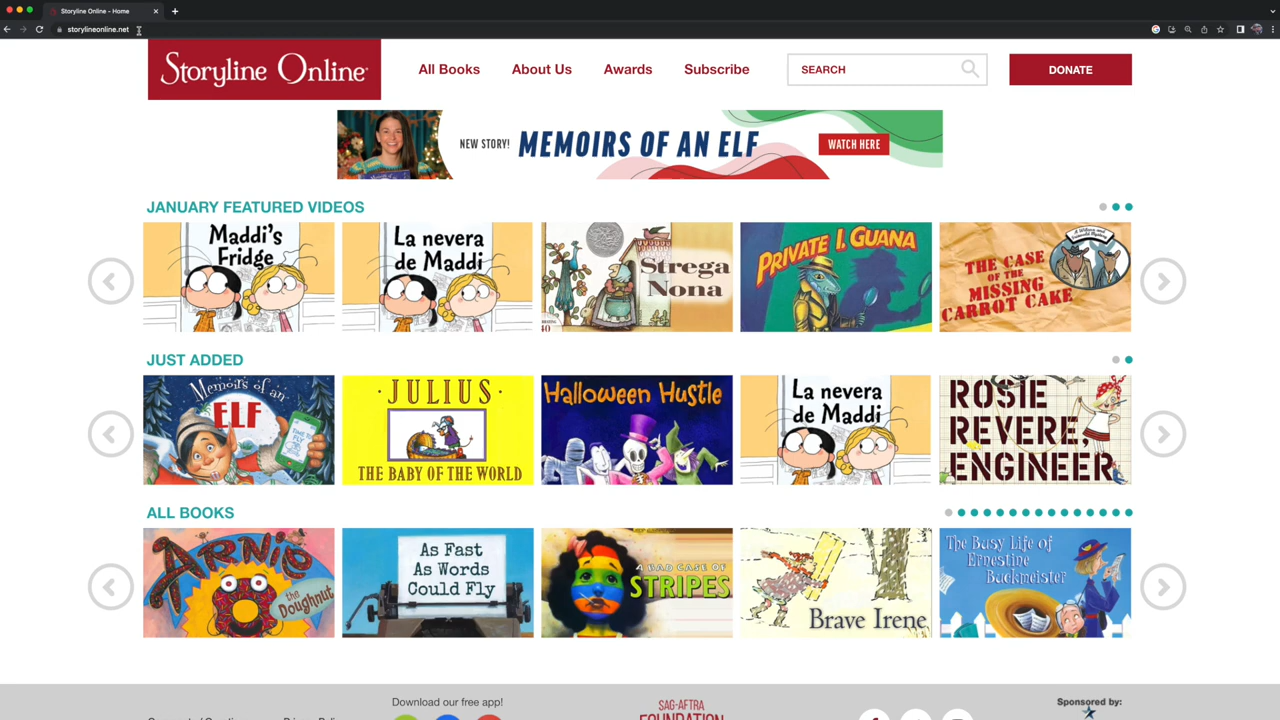 Storyline Online - Home
storylineonline.net
Storyline Online
All Books
About Us
Awards
Subscribe
SEARCH
DONATE
NEW STORY! MEMOIRS OF AN ELF
WATCH HERE
JANUARY FEATURED VIDEOS
Maddi's
Fridge
La nevera
de Maddi
Strega
Nona
PRIVATE I. GUANA
THE CASE
OF THE
MISSING
CARROT CAKE
JUST ADDED
Memoirs of an
ELF
TIME TO
FLY
JULIUS
THE BABY OF THE WORLD
Halloween Hustle
La nevera
de Maddi
ROSIE
REVERE,
ENGINEER
ALL BOOKS
ARNIE
the
Doughnut
As Fast
As Words
Could Fly
A BAD CASE OF
STRIPES
Brave Irene
The Busy Life of
Ernestine
Buckmeister
Download our free app!
SAG-AFTRA
FOUNDATION
Sponsored by: